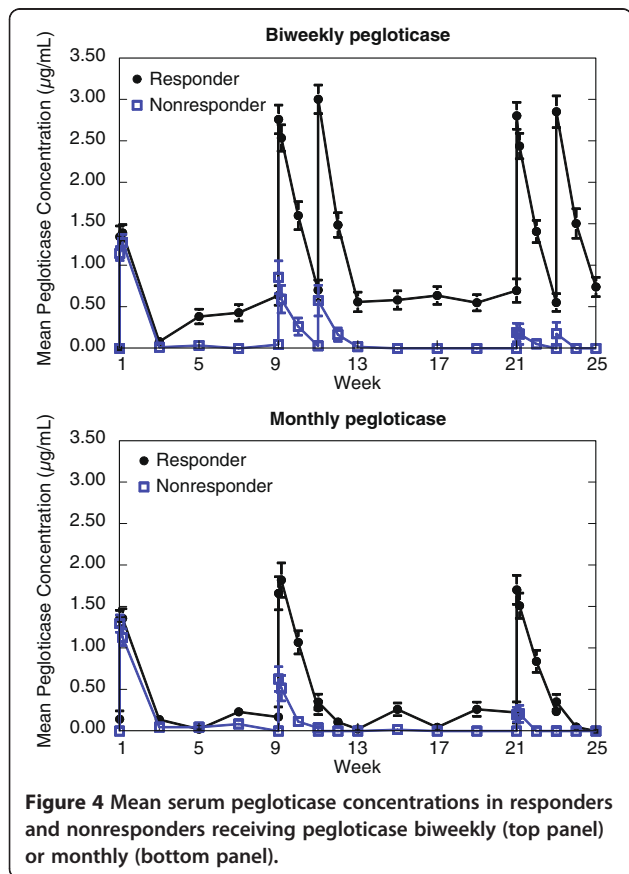 Biweekly pegloticase
Mean Pegloticase Concentration (µg/mL)
3.50
3.00
2.50
2.00
1.50
1.00
0.50
0.00
Responder
Nonresponder
1 5 9 13 17 21 25
Week
Monthly pegloticase
Mean Pegloticase Concentration (µg/mL)
3.50
3.00
2.50
2.00
1.50
1.00
0.50
0.00
Responder
Nonresponder
1 5 9 13 17 21 25
Week
Figure 4 Mean serum pegloticase concentrations in responders
and nonresponders receiving pegloticase biweekly (top panel)
or monthly (bottom panel).